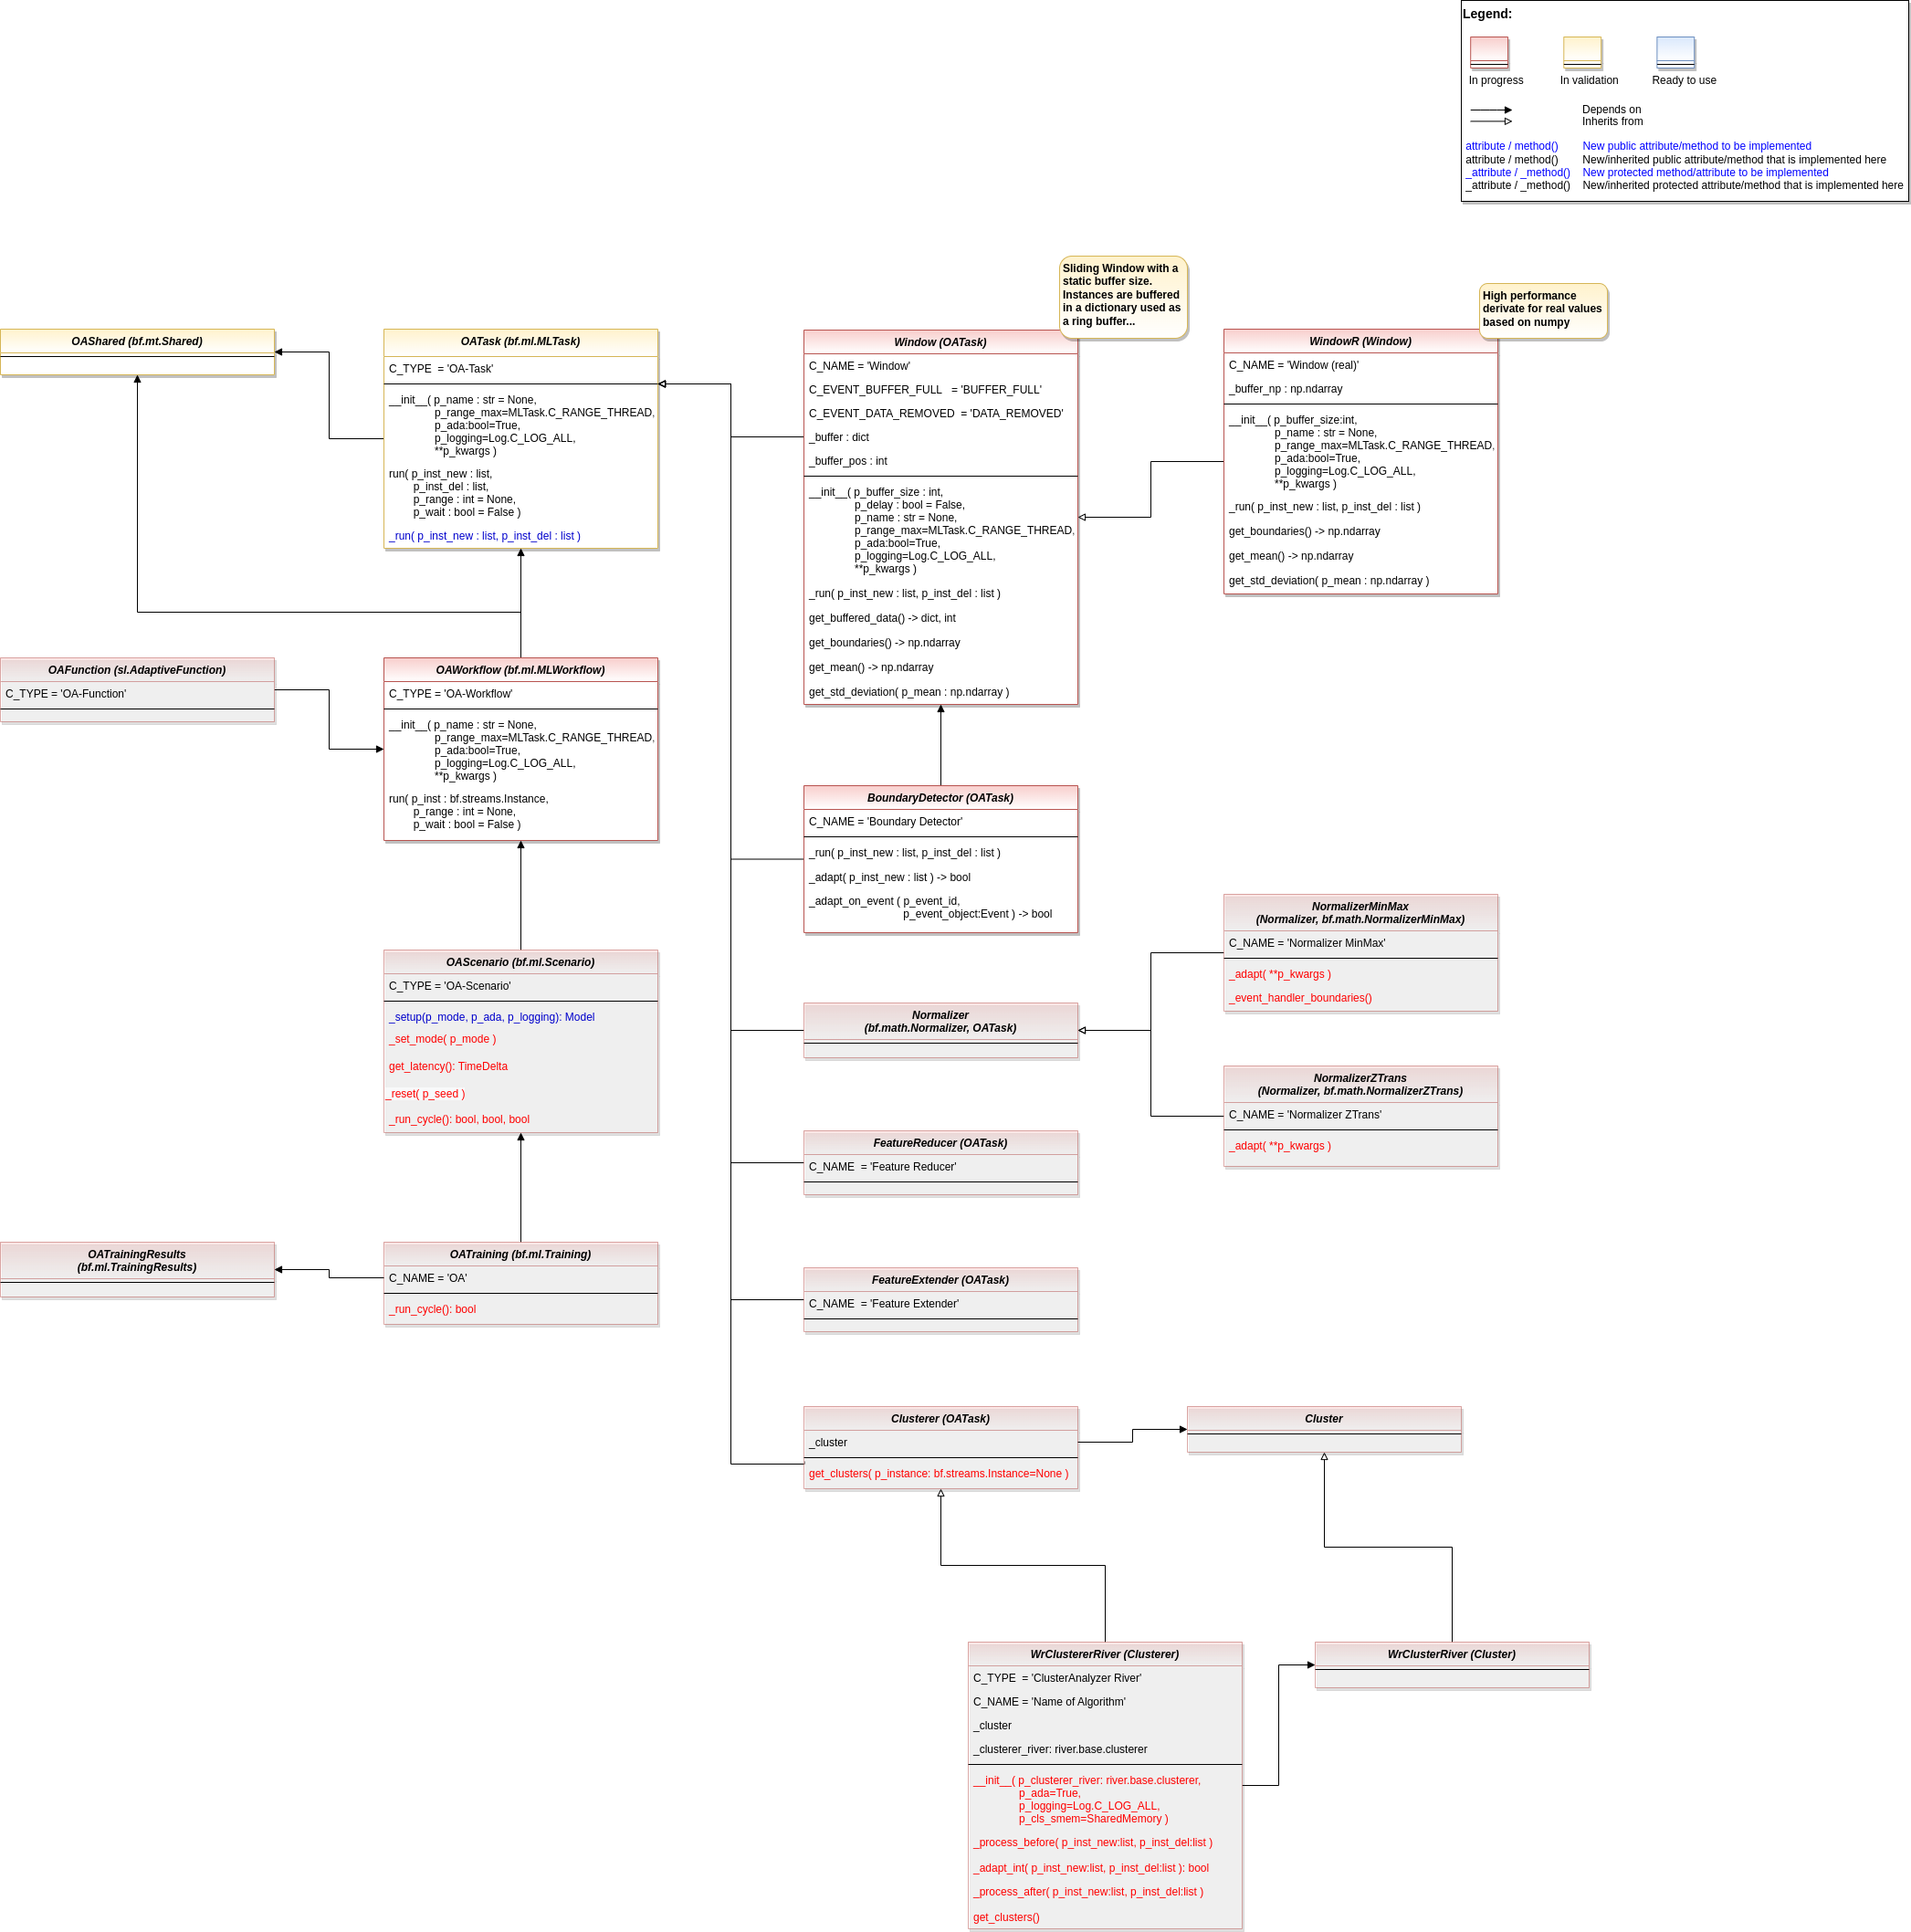 Legend:
In progress
In validation
Ready to use
Depends on
Inherits from
attribute / method() New public attribute/method to be implemented
attribute / method() New/inherited public attribute/method that is implemented here
_attribute / _method() New protected method/attribute to be implemented
_attribute / _method() New/inherited protected attribute/method that is implemented here
OAShared (bf.mt.Shared)
OATask (bf.ml.MLTask)
C_TYPE = 'OA-Task'
__init__( p_name : str = None,
p_range_max=MLTask.C_RANGE_THREAD,
p_ada:bool=True,
p_logging=Log.C_LOG_ALL,
**p_kwargs )
run( p_inst_new : list,
p_inst_del : list,
p_range : int = None,
p_wait : bool = False )
_run( p_inst_new : list, p_inst_del : list )
Sliding Window with a
static buffer size.
Instances are buffered
in a dictionary used as
a ring buffer...
Window (OATask)
C_NAME = 'Window'
C_EVENT_BUFFER_FULL = 'BUFFER_FULL'
C_EVENT_DATA_REMOVED = 'DATA_REMOVED'
_buffer : dict
_buffer_pos : int
__init__( p_buffer_size : int,
p_delay : bool = False,
p_name : str = None,
p_range_max=MLTask.C_RANGE_THREAD,
p_ada:bool=True,
p_logging=Log.C_LOG_ALL,
**p_kwargs )
_run( p_inst_new : list, p_inst_del : list )
get_buffered_data() -> dict, int
get_boundaries() -> np.ndarray
get_mean() -> np.ndarray
get_std_deviation( p_mean : np.ndarray )
High performance
derivate for real values
based on numpy
WindowR (Window)
C_NAME = 'Window (real)'
_buffer_np : np.ndarray
__init__( p_buffer_size:int,
p_name : str = None,
p_range_max=MLTask.C_RANGE_THREAD,
p_ada:bool=True,
p_logging=Log.C_LOG_ALL,
**p_kwargs )
_run( p_inst_new : list, p_inst_del : list )
get_boundaries() -> np.ndarray
get_mean() -> np.ndarray
get_std_deviation( p_mean : np.ndarray )
OAFunction (sl.AdaptiveFunction)
C_TYPE = 'OA-Function'
OAWorkflow (bf.ml.MLWorkflow)
C_TYPE = 'OA-Workflow'
__init__( p_name : str = None,
p_range_max=MLTask.C_RANGE_THREAD,
p_ada:bool=True,
p_logging=Log.C_LOG_ALL,
**p_kwargs )
run( p_inst : bf.streams.Instance,
p_range : int = None,
p_wait : bool = False )
BoundaryDetector (OATask)
C_NAME = 'Boundary Detector'
_run( p_inst_new : list, p_inst_del : list )
_adapt( p_inst_new : list ) -> bool
_adapt_on_event ( p_event_id,
p_event_object:Event ) -> bool
OAScenario (bf.ml.Scenario)
C_TYPE = 'OA-Scenario'
_setup(p_mode, p_ada, p_logging): Model
_set_mode( p_mode )
get_latency(): TimeDelta
_reset( p_seed )
_run_cycle(): bool, bool, bool
Normalizer
(bf.math.Normalizer, OATask)
NormalizerMinMax
(Normalizer, bf.math.NormalizerMinMax)
C_NAME = 'Normalizer MinMax'
_adapt( **p_kwargs )
_event_handler_boundaries()
NormalizerZTrans
(Normalizer, bf.math.NormalizerZTrans)
C_NAME = 'Normalizer ZTrans'
_adapt( **p_kwargs )
FeatureReducer (OATask)
C_NAME = 'Feature Reducer'
OATrainingResults
(bf.ml.TrainingResults)
OATraining (bf.ml.Training)
C_NAME = 'OA'
_run_cycle(): bool
FeatureExtender (OATask)
C_NAME = 'Feature Extender'
Clusterer (OATask)
_cluster
get_clusters( p_instance: bf.streams.Instance=None )
Cluster
WrClustererRiver (Clusterer)
C_TYPE = 'ClusterAnalyzer River'
C_NAME = 'Name of Algorithm'
_cluster
_clusterer_river: river.base.clusterer
__init__( p_clusterer_river: river.base.clusterer,
p_ada=True,
p_logging=Log.C_LOG_ALL,
p_cls_smem=SharedMemory )
_process_before( p_inst_new:list, p_inst_del:list )
_adapt_int( p_inst_new:list, p_inst_del:list ): bool
_process_after( p_inst_new:list, p_inst_del:list )
get_clusters()
WrClusterRiver (Cluster)